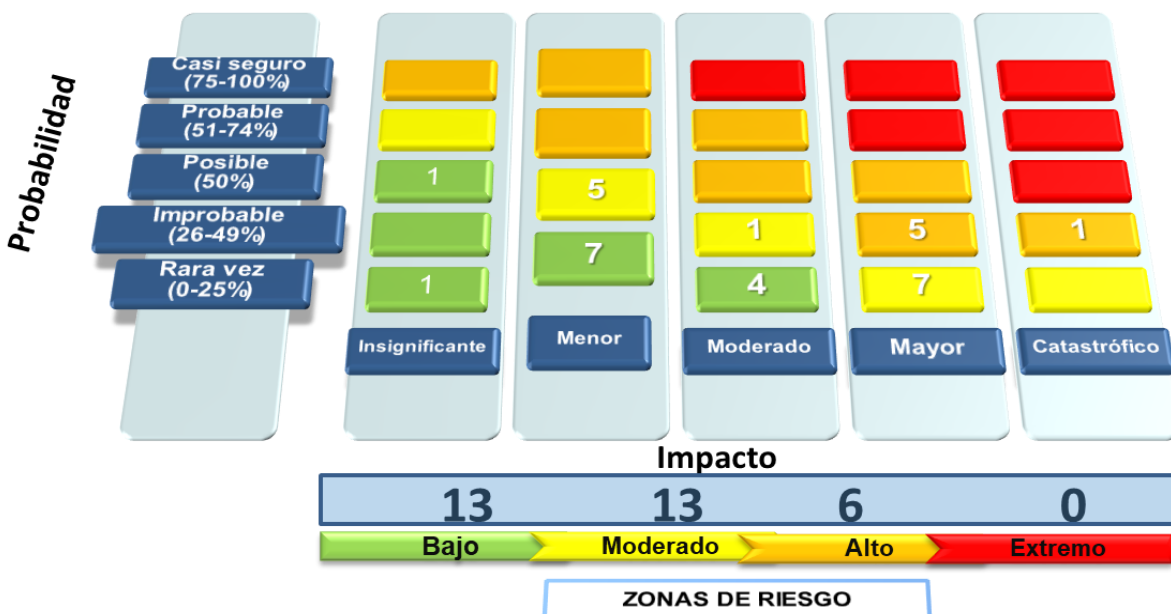 Probabilidad
Casi seguro
(75-100%)
Probable
(51-74%)
Posible
(50%)
1
5
Improbable
(26-49%)
7
1
5
1
Rara vez
(0-25%)
1
4
7
Insignificante
Menor
Moderado
Mayor
Catastrófico
Impacto
13
13
6
0
Bajo
Moderado
Alto
Extremo
ZONAS DE RIESGO